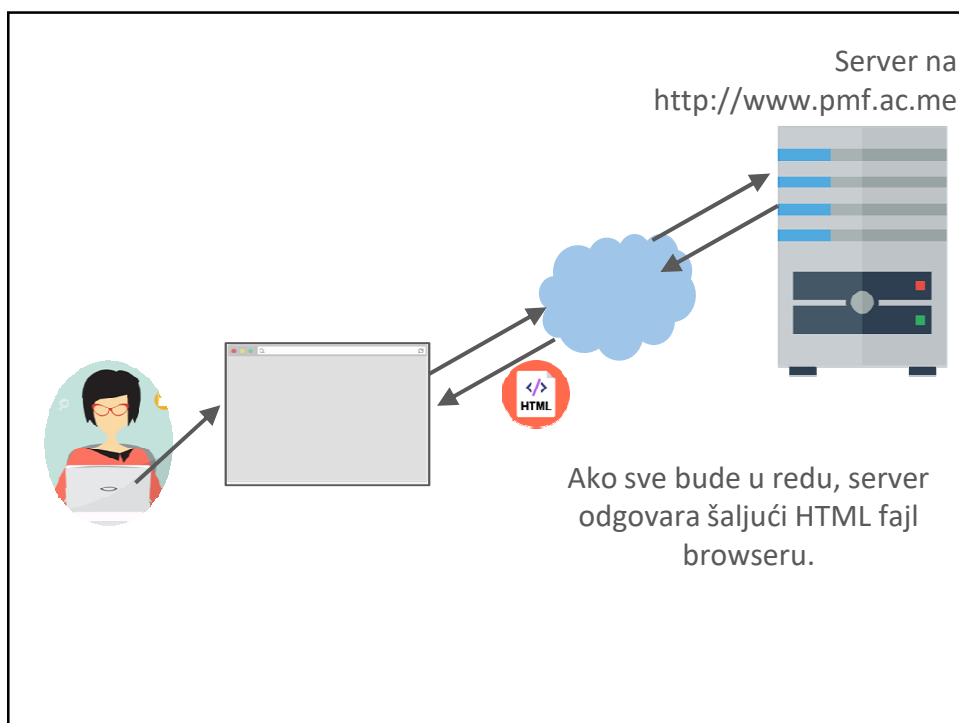 Server na
http://www.pmf.ac.me
</>
HTML
Ako sve bude u redu, server
odgovara šaljući HTML fajl
browseru.